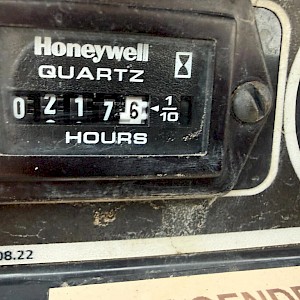 Honeywell
QUARTZ
0 2 1 7 6 ◄ 1/10
HOURS
08.22